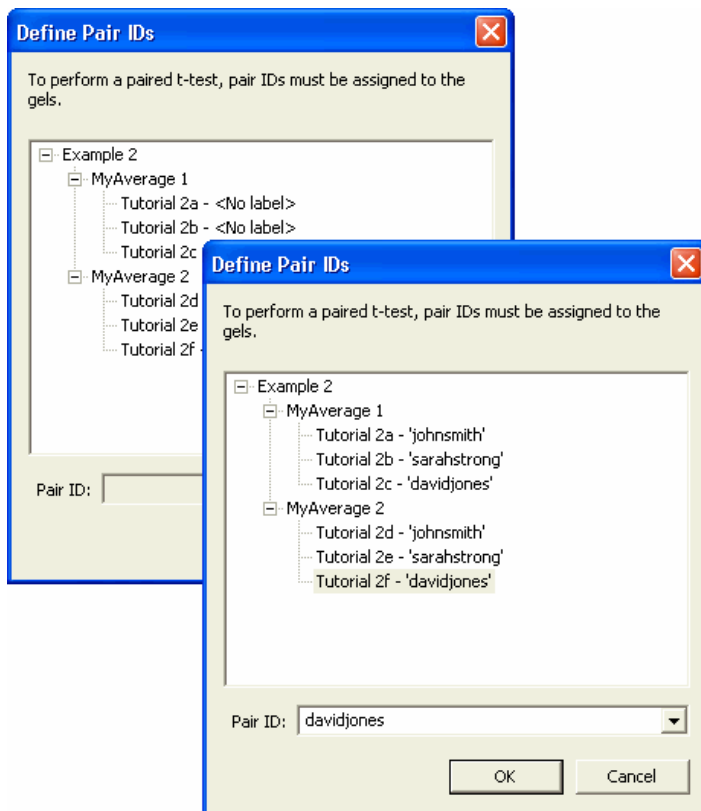 Define Pair IDs
To perform a paired t-test, pair IDs must be assigned to the
gels.
Example 2
MyAverage 1
Tutorial 2a - <No label>
Tutorial 2b - <No label>
Tutorial 2c
MyAverage 2
Tutorial 2d
Tutorial 2e
Tutorial 2f -
Pair ID:
Define Pair IDs
To perform a paired t-test, pair IDs must be assigned to the
gels.
Example 2
MyAverage 1
Tutorial 2a - 'johnsmith'
Tutorial 2b - 'sarahstrong'
Tutorial 2c - 'davidjones'
MyAverage 2
Tutorial 2d - 'johnsmith'
Tutorial 2e - 'sarahstrong'
Tutorial 2f - 'davidjones'
Pair ID: davidjones
OK Cancel